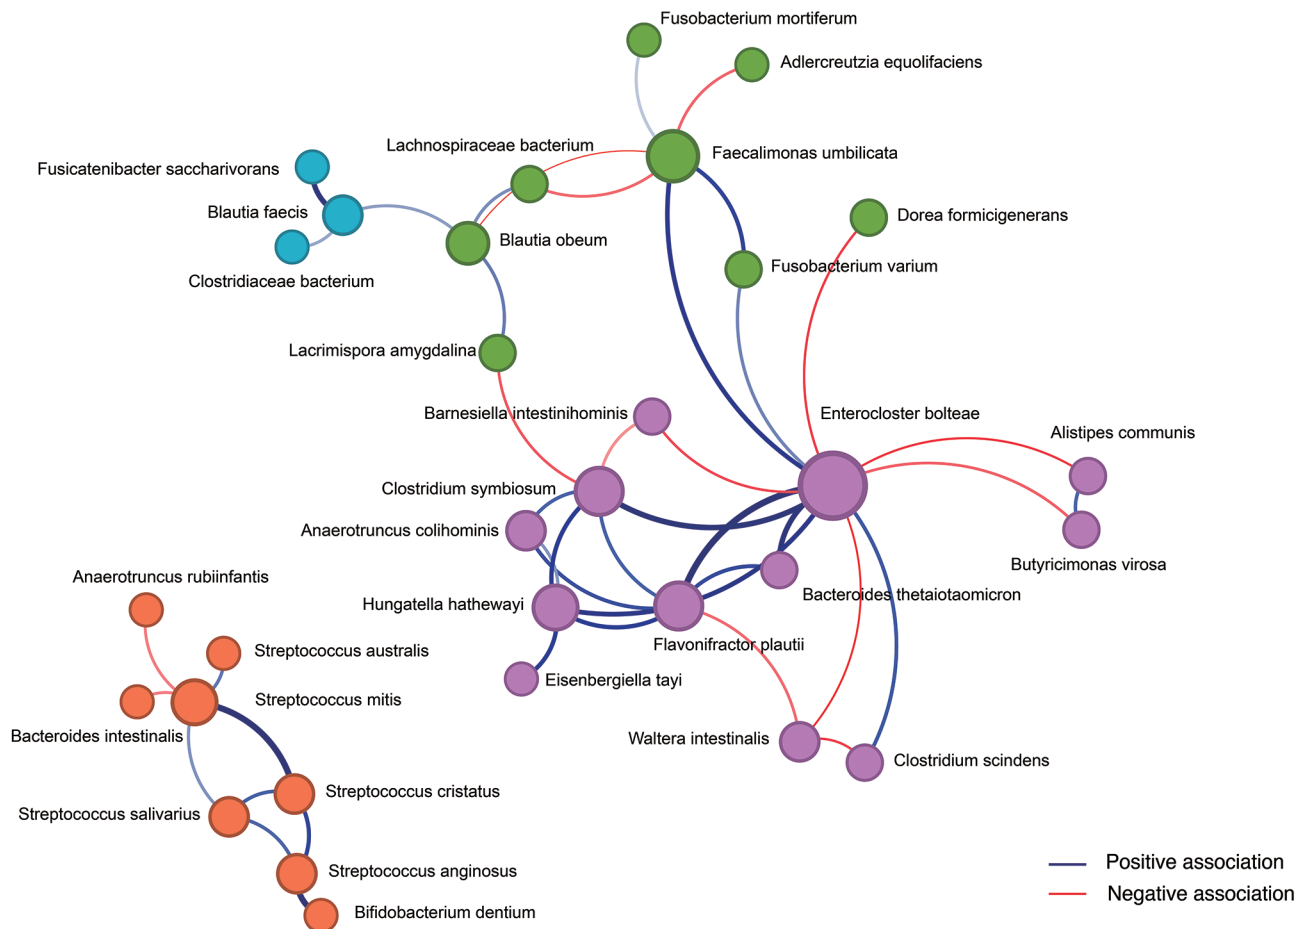 Fusobacterium mortiferum
Adlercreutzia equolifaciens
Lachnospiraceae bacterium
Faecalimonas umbilicata
Fusicatenibacter saccharivorans
Blautia faecis
Dorea formicigenerans
Blautia obeum
Fusobacterium varium
Clostridiaceae bacterium
Lacrimispora amygdalina
Barnesiella intestinihominis
Enterocloster bolteae
Alistipes communis
Clostridium symbiosum
Anaerotruncus colihominis
Butyricimonas virosa
Anaerotruncus rubiinfantis
Bacteroides thetaiotaomicron
Hungatella hathewayi
Flavonifractor plautii
Streptococcus australis
Eisenbergiella tayi
Streptococcus mitis
Bacteroides intestinalis
Waltera intestinalis
Clostridium scindens
Streptococcus cristatus
Streptococcus salivarius
Streptococcus anginosus
Bifidobacterium dentium
Positive association
Negative association